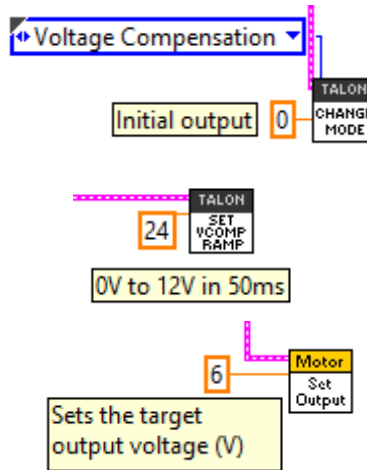 Voltage Compensation
TALON
Initial output
0
CHANGE
MODE
TALON
24
SET
VCOMP
RAMP
0V to 12V in 50ms
Motor
6
Set
Output
Sets the target
output voltage (V)